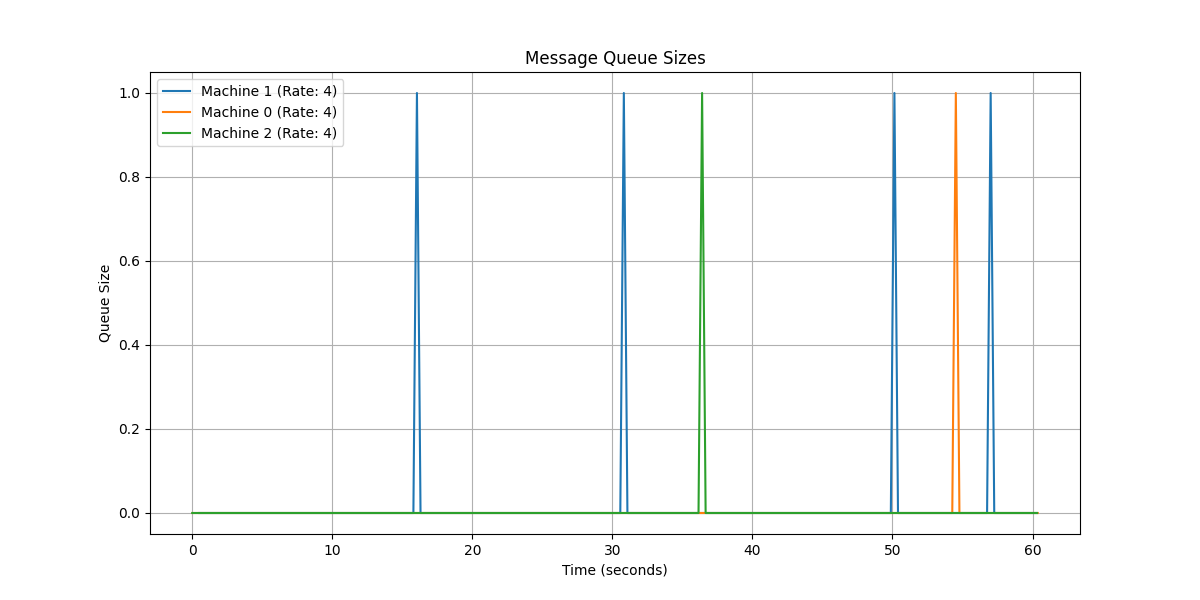 Message Queue Sizes
Machine 1 (Rate: 4)
Machine 0 (Rate: 4)
Machine 2 (Rate: 4)
1.0
0.8
0.6
0.4
0.2
0.0
Queue Size
0 10 20 30 40 50 60
Time (seconds)